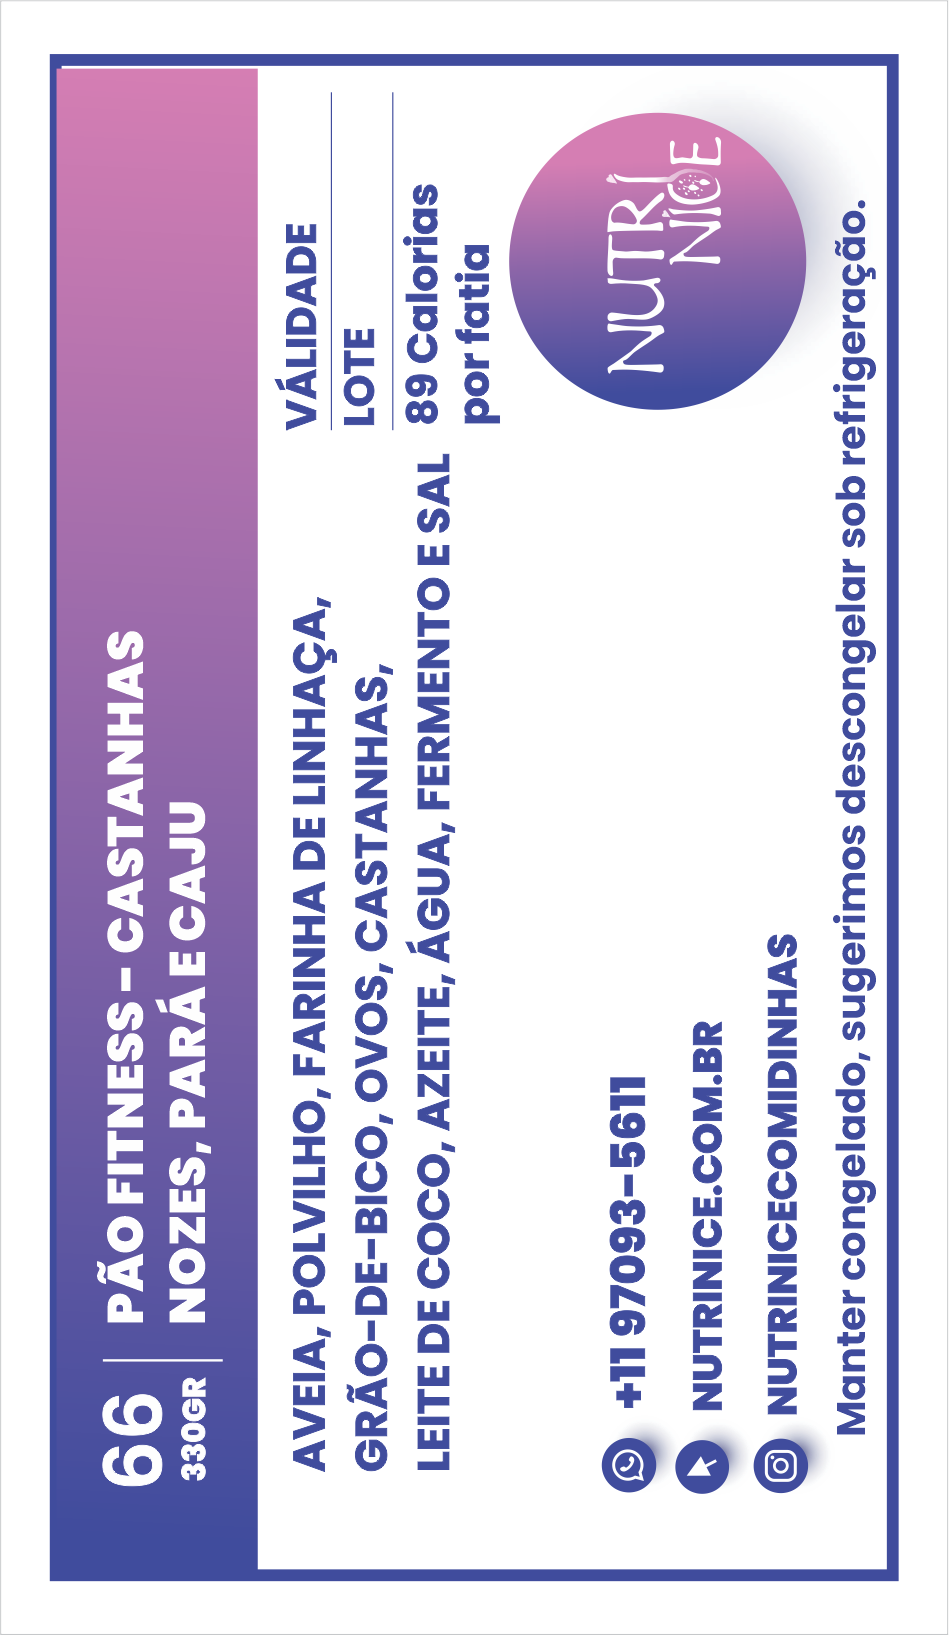 66
330GR
PÃO FITNESS - CASTANHAS
NOZES, PARÁ E CAJU
AVEIA, POLVILHO, FARINHA DE LINHAÇA,
GRÃO-DE-BICO, OVOS, CASTANHAS,
LEITE DE COCO, AZEITE, ÁGUA, FERMENTO E SAL
VÁLIDADE
LOTE
89 Calorias
por fatia
NUTRI
NICE
+11 97093-5611
NUTRINICE.COM.BR
NUTRINICECOMIDINHAS
Manter congelado, sugerimos descongelar sob refrigeração.